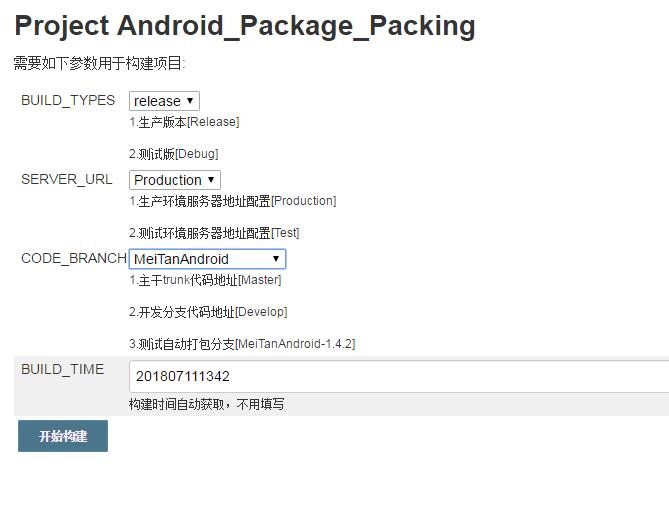 Project Android_Package_Packing
需要如下参数用于构建项目:
BUILD_TYPES release
1.生产版本[Release]
2.测试版[Debug]
SERVER_URL Production
1.生产环境服务器地址配置[Production]
2.测试环境服务器地址配置[Test]
CODE_BRANCH MeiTanAndroid
1.主干trunk代码地址[Master]
2.开发分支代码地址[Develop]
3.测试自动打包分支[MeiTanAndroid-1.4.2]
BUILD_TIME 201807111342
构建时间自动获取，不用填写
开始构建